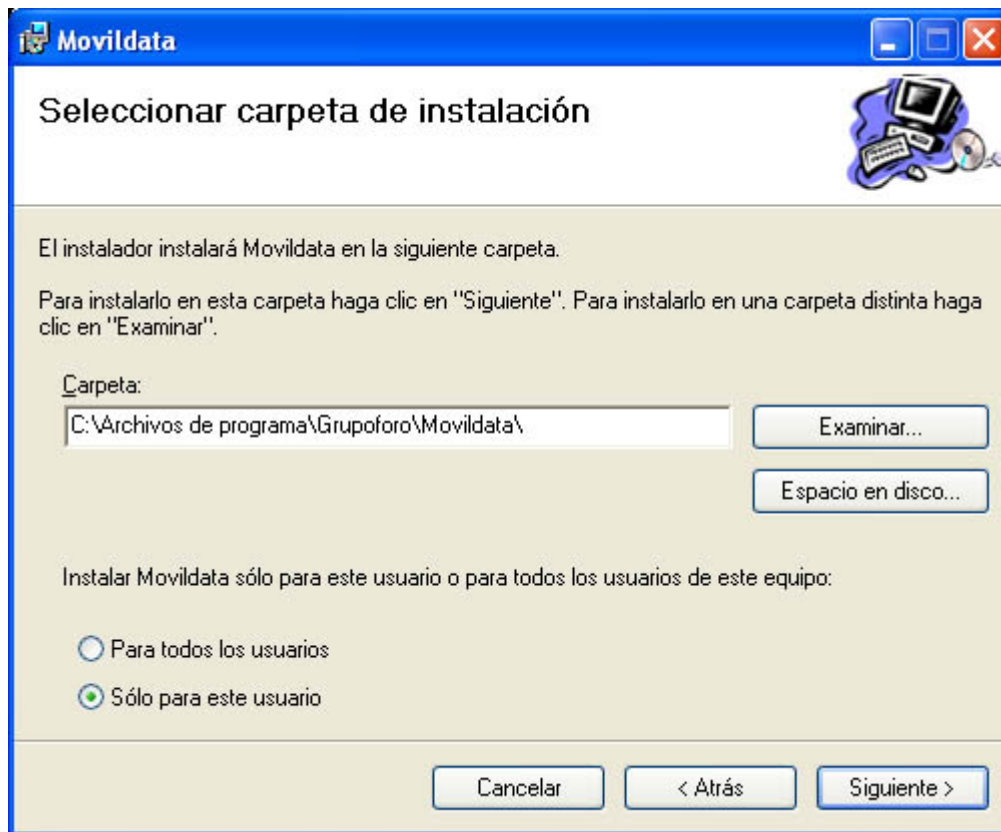 Movildata
Seleccionar carpeta de instalación
El instalador instalará Movildata en la siguiente carpeta.
Para instalarlo en esta carpeta haga clic en "Siguiente". Para instalarlo en una carpeta distinta haga
clic en "Examinar".
Carpeta:
C:\Archivos de programa\Grupoforo\Movildata\
Examinar...
Espacio en disco...
Instalar Movildata sólo para este usuario o para todos los usuarios de este equipo:
Para todos los usuarios
Sólo para este usuario
Cancelar
< Atrás
Siguiente >